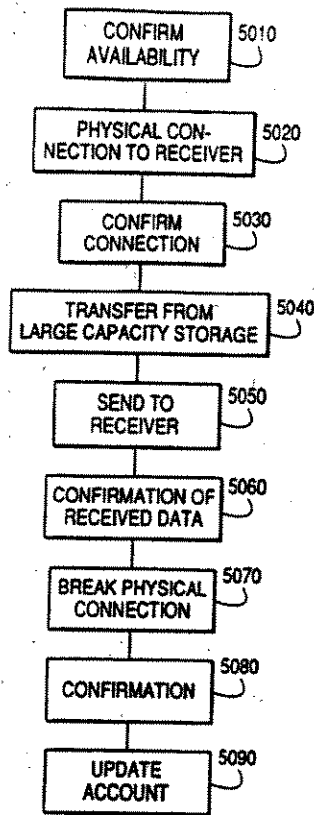 CONFIRM
AVAILABILITY
5010
PHYSICAL CON-
NECTION TO RECEIVER
5020
CONFIRM
CONNECTION
5030
TRANSFER FROM
LARGE CAPACITY STORAGE
5040
SEND TO
RECEIVER
5050
CONFIRMATION OF
RECEIVED DATA
5060
BREAK PHYSICAL
CONNECTION
5070
CONFIRMATION
5080
UPDATE
ACCOUNT
5090